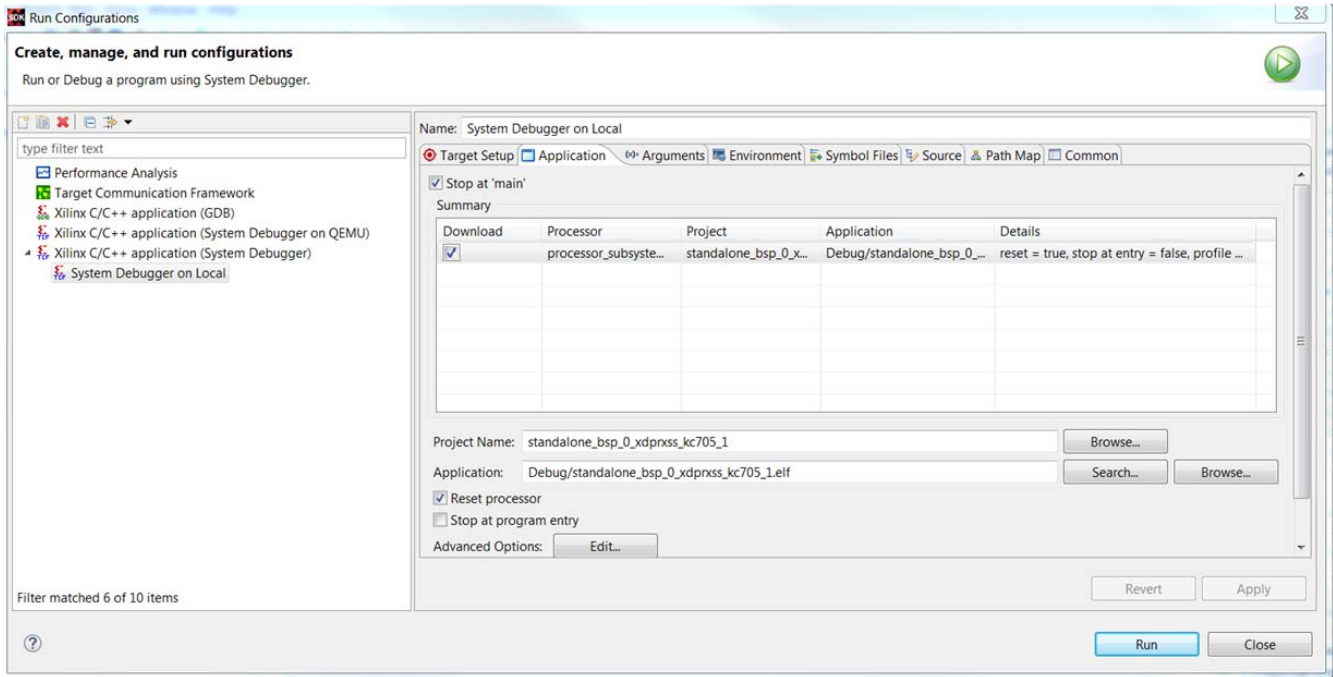 SDK Run Configurations
Create, manage, and run configurations
Run or Debug a program using System Debugger.
type filter text
Performance Analysis
Target Communication Framework
Xilinx C/C++ application (GDB)
Xilinx C/C++ application (System Debugger on QEMU)
Xilinx C/C++ application (System Debugger)
System Debugger on Local
Filter matched 6 of 10 items
Name: System Debugger on Local
Target Setup Application (x)= Arguments Environment Symbol Files Source Path Map Common
Stop at 'main'
Summary
Download Processor Project Application Details
processor_subsyste... standalone_bsp_0_x... Debug/standalone_bsp_0_... reset = true, stop at entry = false, profile ...
Project Name: standalone_bsp_0_xdprxss_kc705_1 Browse...
Application: Debug/standalone_bsp_0_xdprxss_kc705_1.elf Search... Browse...
Reset processor
Stop at program entry
Advanced Options: Edit...
Revert Apply
Run Close